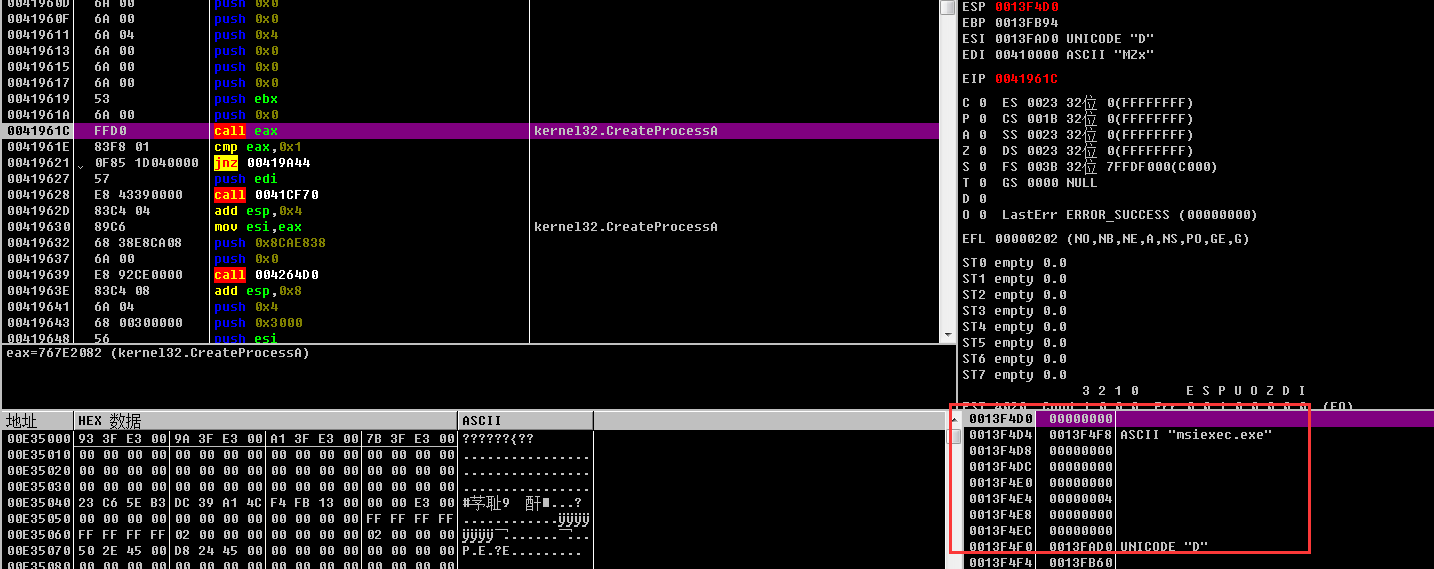 0041960D 6A 00 push 0x0
0041960F 6A 00 push 0x0
00419611 6A 04 push 0x4
00419613 6A 00 push 0x0
00419615 6A 00 push 0x0
00419617 6A 00 push 0x0
00419619 53 push ebx
0041961A 6A 00 push 0x0
0041961C FFD0 call eax kernel32.CreateProcessA
0041961E 83F8 01 cmp eax,0x1
00419621 0F85 1D040000 jnz 00419A44
00419627 57 push edi
00419628 E8 43390000 call 0041CF70
0041962D 83C4 04 add esp,0x4
00419630 89C6 mov esi,eax kernel32.CreateProcessA
00419632 68 38E8CA08 push 0x8CAE838
00419637 6A 00 push 0x0
00419639 E8 92CE0000 call 004264D0
0041963E 83C4 08 add esp,0x8
00419641 6A 04 push 0x4
00419643 68 00300000 push 0x3000
00419648 56 push esi
eax=767E2082 (kernel32.CreateProcessA)
ESP 0013F4D0
EBP 0013FB94
ESI 0013FAD0 UNICODE "D"
EDI 00410000 ASCII "MZx"
EIP 0041961C
C 0 ES 0023 32位 0(FFFFFFFF)
P 0 CS 001B 32位 0(FFFFFFFF)
A 0 SS 0023 32位 0(FFFFFFFF)
Z 0 DS 0023 32位 0(FFFFFFFF)
S 0 FS 003B 32位 7FFDF000(C000)
T 0 GS 0000 NULL
D 0
O 0 LastErr ERROR_SUCCESS (00000000)
EFL 00000202 (NO,NB,NE,A,NS,PO,GE,G)
ST0 empty 0.0
ST1 empty 0.0
ST2 empty 0.0
ST3 empty 0.0
ST4 empty 0.0
ST5 empty 0.0
ST6 empty 0.0
ST7 empty 0.0
3 2 1 0 E S P U O Z D I
地址 HEX 数据 ASCII
00E35000 93 3F E3 00 9A 3F E3 00 A1 3F E3 00 7B 3F E3 00 ??????{??
00E35010 00 00 00 00 00 00 00 00 00 00 00 00 00 00 00 00 ................
00E35020 00 00 00 00 00 00 00 00 00 00 00 00 00 00 00 00 ................
00E35030 00 00 00 00 00 00 00 00 00 00 00 00 00 00 00 00 ................
00E35040 23 C6 5E B3 DC 39 A1 4C F4 FB 13 00 00 00 E3 00
00E35050 00 00 00 00 00 00 00 00 00 00 00 00 FF FF FF FF ............ÿÿÿÿ
00E35060 FF FF FF FF 02 00 00 00 00 00 00 00 02 00 00 00
00E35070 50 2E 45 00 D8 24 45 00 00 00 00 00 00 00 00 00 P.E.?E.........
00E35080 00 00 00 00 00 00 00 00 00 00 00 00 00 00 00 00
0013F4D0 00000000
0013F4D4 0013F4F8 ASCII "msiexec.exe"
0013F4D8 00000000
0013F4DC 00000000
0013F4E0 00000000
0013F4E4 00000004
0013F4E8 00000000
0013F4EC 00000000
0013F4F0 0013FAD0 UNICODE "D"
0013F4F4 0013FB60